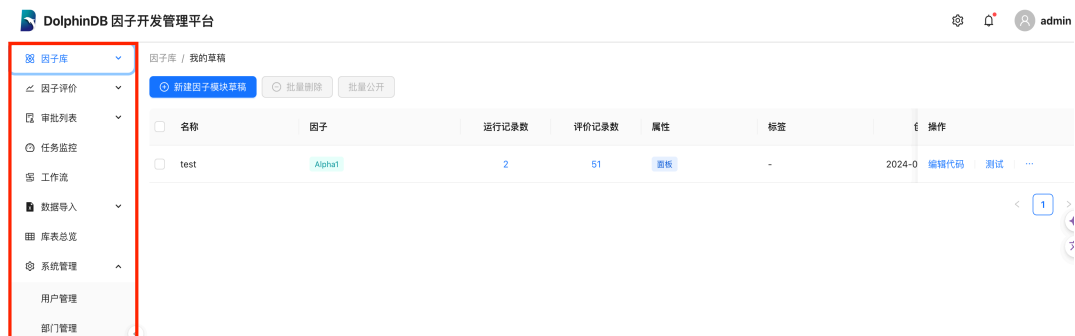 DolphinDB 因子开发管理平台
admin
因子库
因子评价
审批列表
任务监控
工作流
数据导入
库表总览
系统管理
用户管理
部门管理
因子库 / 我的草稿
新建因子模块草稿 批量删除 批量公开
名称 因子 运行记录数 评价记录数 属性 标签 操作
test Alpha1 2 51 面板 - 2024-0 编辑代码 测试 ...
< 1 >